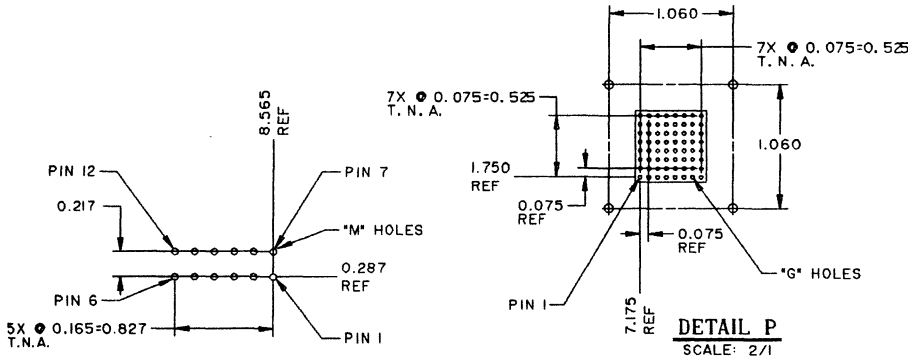 1.060
7X @ 0.075=0.525
T. N. A.
7X @ 0.075=0.525
T. N. A.
8.565
REF
1.060
PIN 12
PIN 7
1.750
REF
0.217
0.075
REF
"M" HOLES
0.075
REF
0.287
REF
"G" HOLES
PIN 6
PIN 1
7.175
REF
5X @ 0.165=0.827
T.N.A.
PIN 1
DETAIL P
SCALE: 2/1